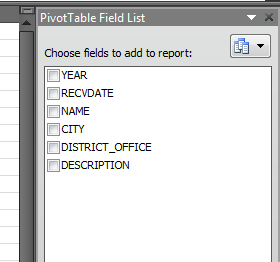 PivotTable Field List
Choose fields to add to report:
YEAR
RECVDATE
NAME
CITY
DISTRICT_OFFICE
DESCRIPTION